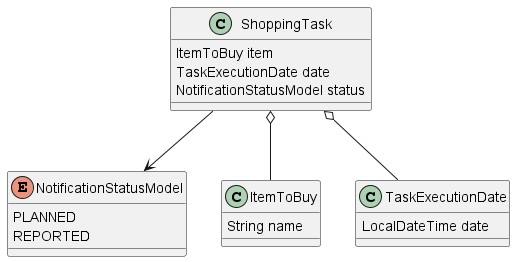 C ShoppingTask
ItemToBuy item
TaskExecutionDate date
NotificationStatusModel status
E NotificationStatusModel
PLANNED
REPORTED
C ItemToBuy
String name
C TaskExecutionDate
LocalDateTime date